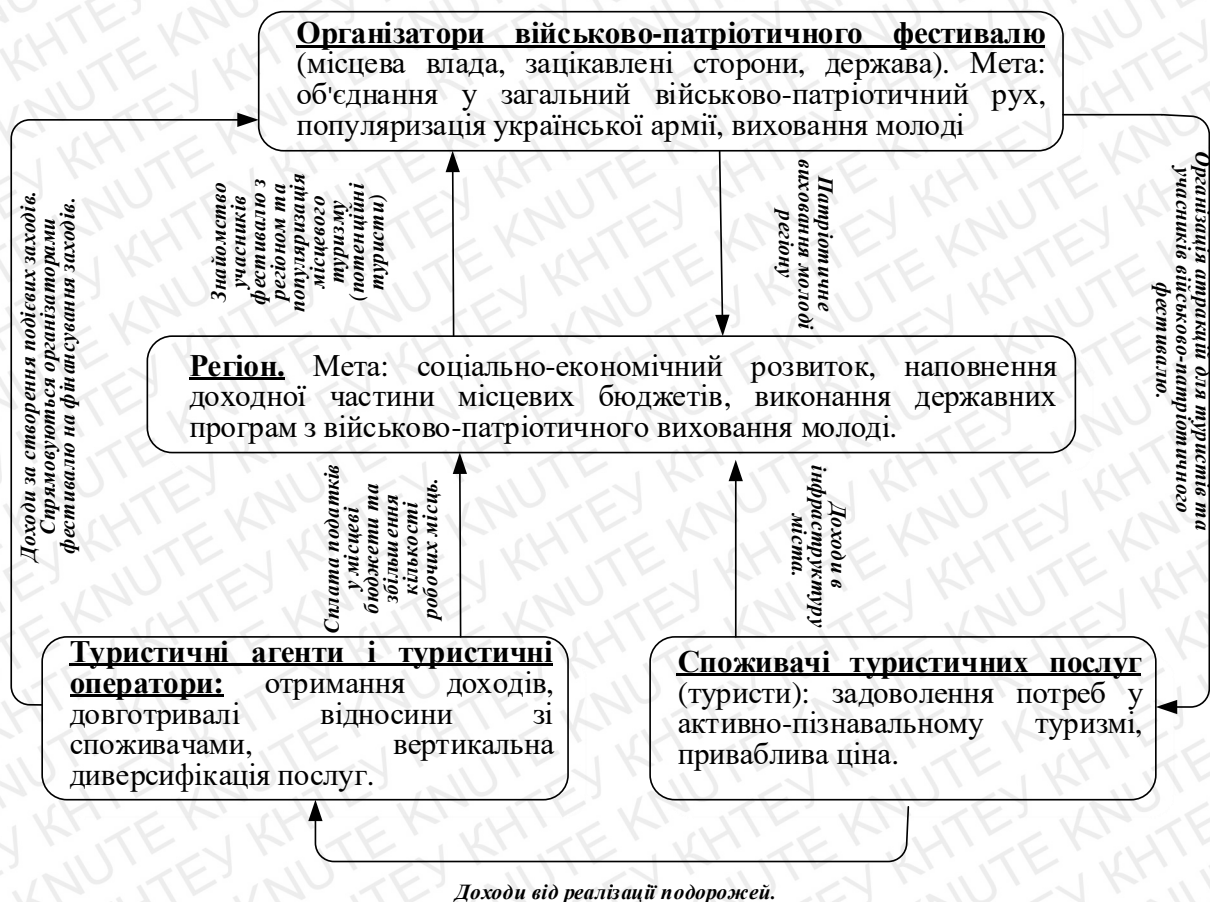 Організатори військово-патріотичного фестивалю
(місцева влада, зацікавлені сторони, держава). Мета:
об'єднання у загальний військово-патріотичний рух,
популяризація української армії, виховання молоді
Доходи за створення подієвих заходів.
Спрямовуються організаторами
фестивалю на фінансування заходів.
Знайомство
учасників
фестивалю з
регіоном та
популяризація
місцевого
туризму
(потенційні
туристи)
Патріотичне
виховання молоді
регіону
Організація атракцій для туристів та
учасників військово-патріотичного
фестивалю.
Регіон. Мета: соціально-економічний розвиток, наповнення
доходної частини місцевих бюджетів, виконання державних
програм з військово-патріотичного виховання молоді.
Сплата податків
у місцеві
бюджети та
збільшення
кількості
робочих місць.
Доходи в
інфраструктуру
міста.
Туристичні агенти і туристичні
оператори: отримання доходів,
довготривалі відносини зі
споживачами, вертикальна
диверсифікація послуг.
Споживачі туристичних послуг
(туристи): задоволення потреб у
активно-пізнавальному туризмі,
приваблива ціна.
Доходи від реалізації подорожей.
KHTEY KNUTE